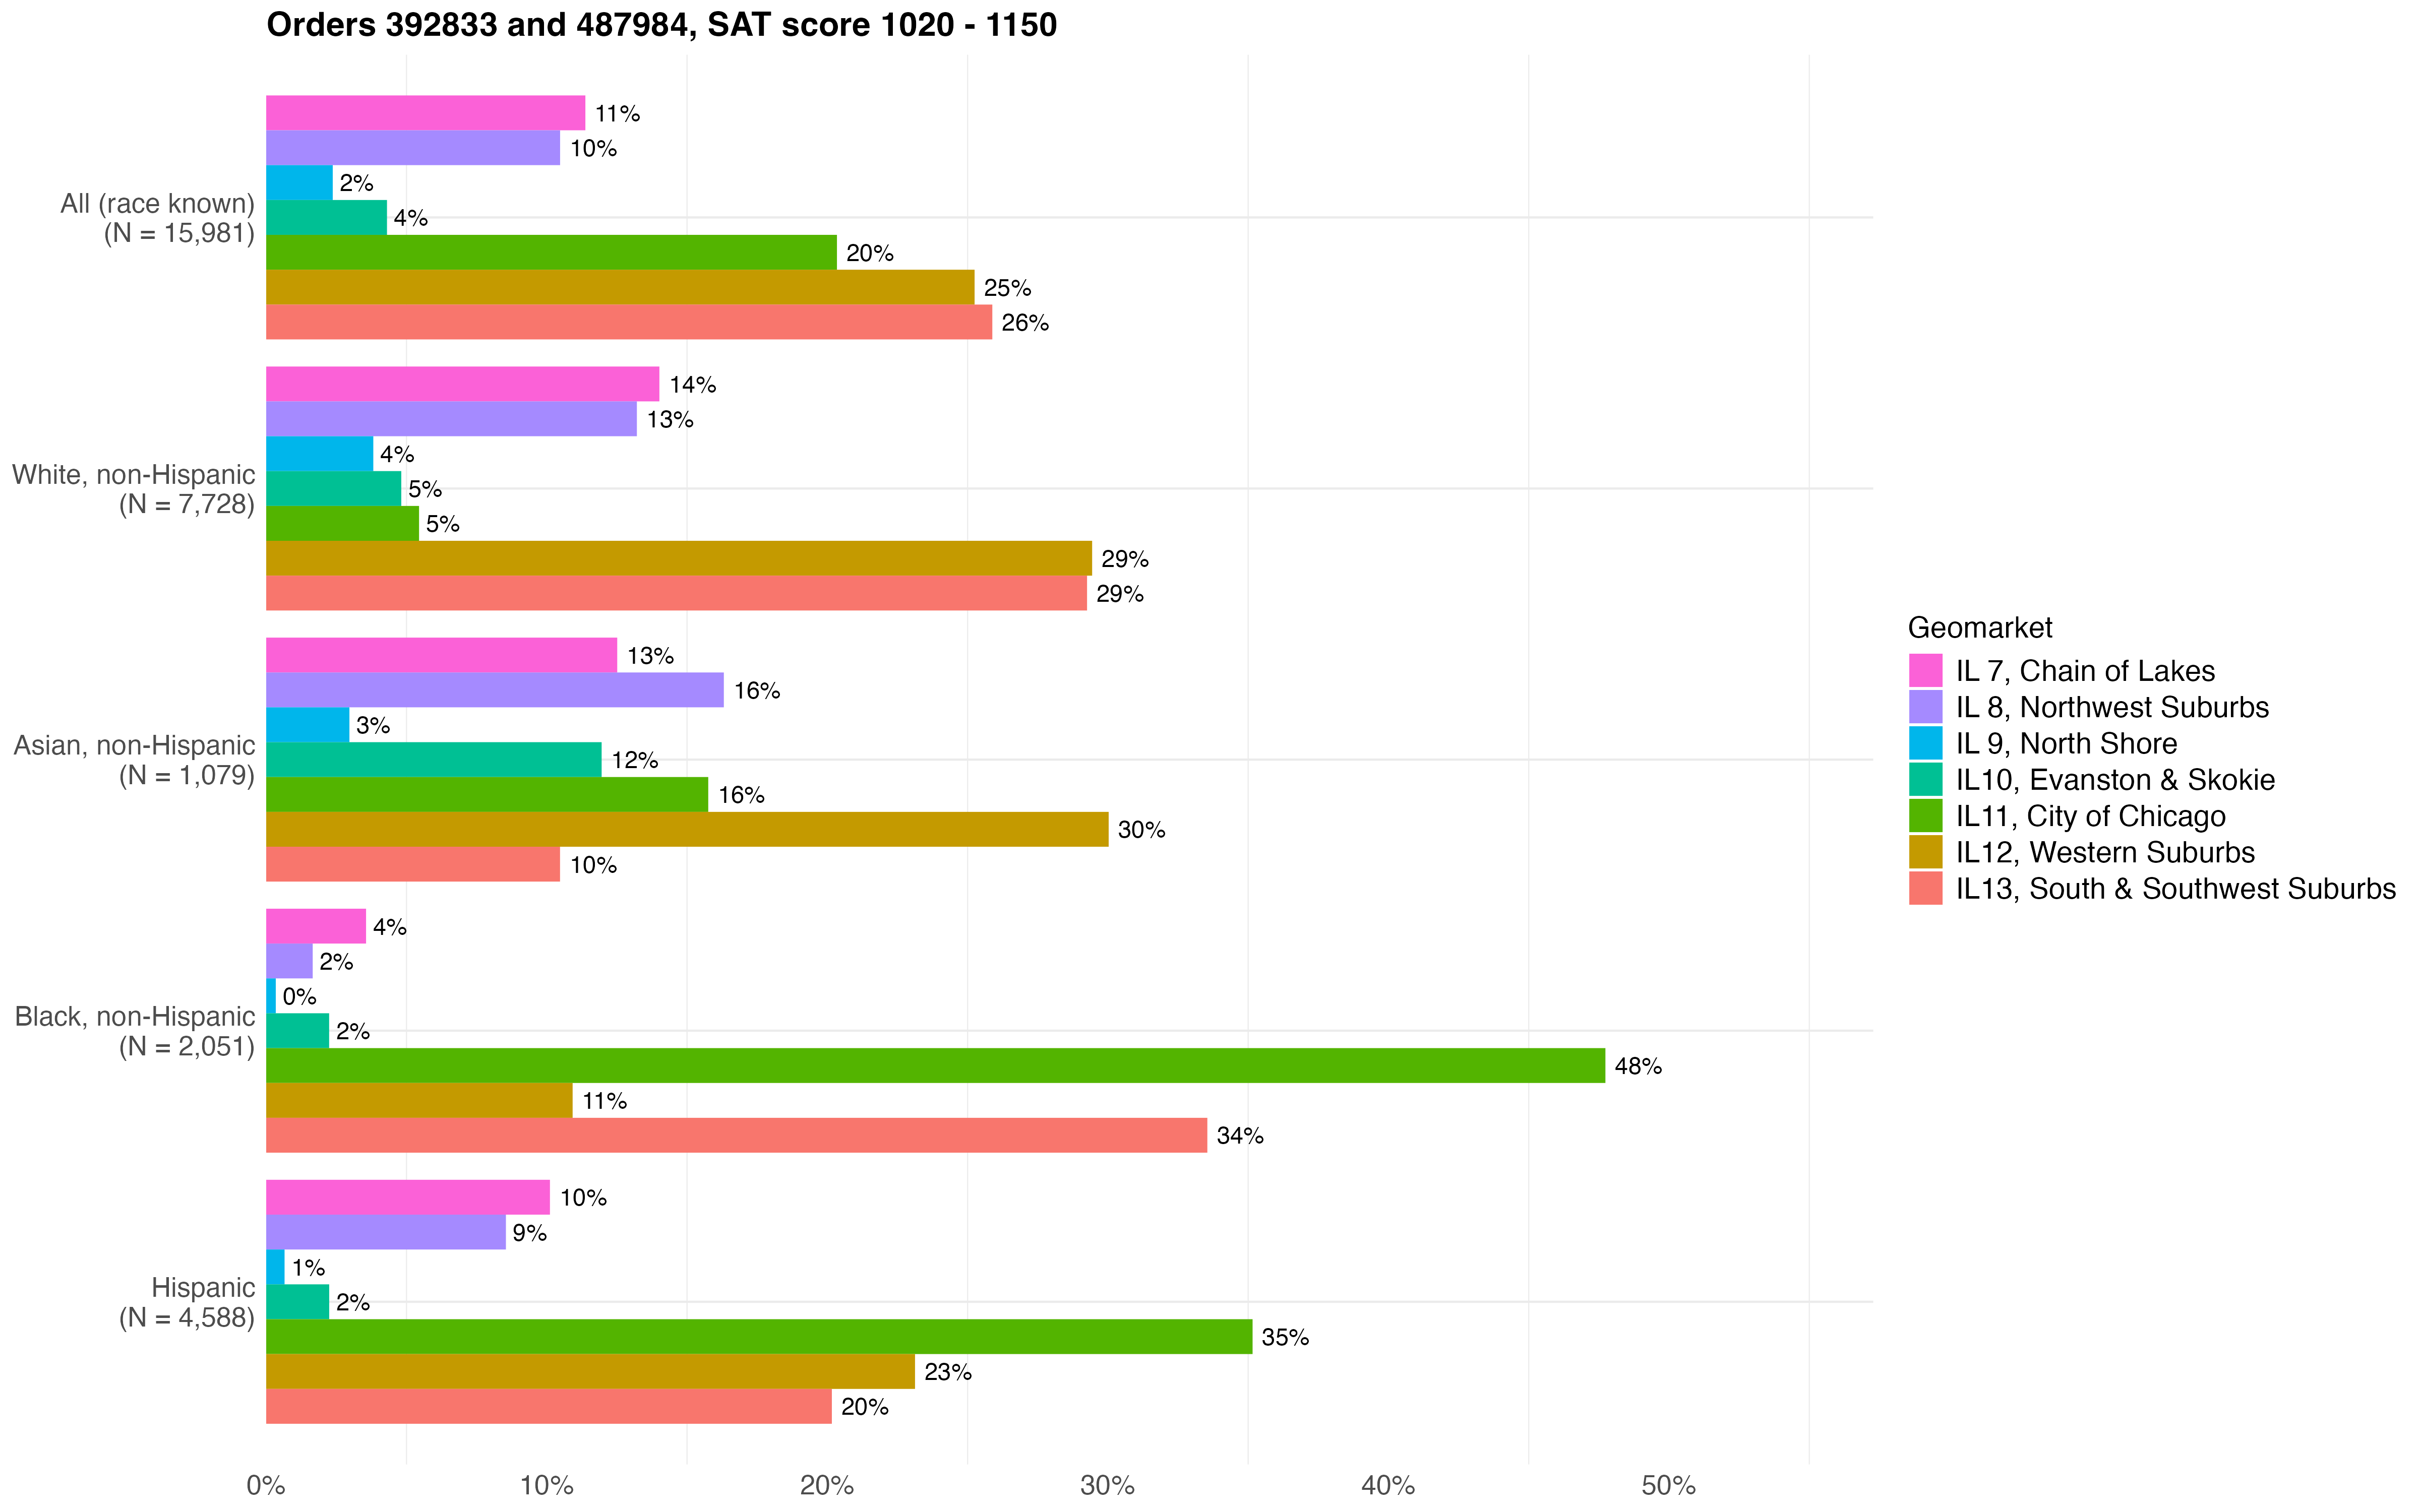 Orders 392833 and 487984, SAT score 1020 - 1150
All (race known)
(N = 15,981)
11%
10%
2%
4%
20%
25%
26%
White, non-Hispanic
(N = 7,728)
14%
13%
4%
5%
5%
29%
29%
Asian, non-Hispanic
(N = 1,079)
13%
16%
3%
12%
16%
30%
10%
Black, non-Hispanic
(N = 2,051)
4%
2%
0%
2%
48%
11%
34%
Hispanic
(N = 4,588)
10%
9%
1%
2%
35%
23%
20%
0%
10%
20%
30%
40%
50%
Geomarket
IL 7, Chain of Lakes
IL 8, Northwest Suburbs
IL 9, North Shore
IL10, Evanston & Skokie
IL11, City of Chicago
IL12, Western Suburbs
IL13, South & Southwest Suburbs